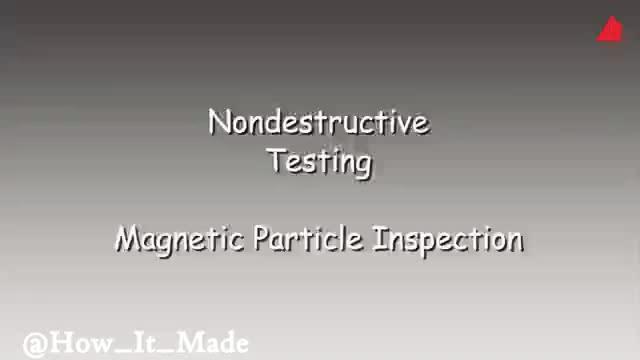 Nondestructive
Testing
Magnetic Particle Inspection
@How_It_Made